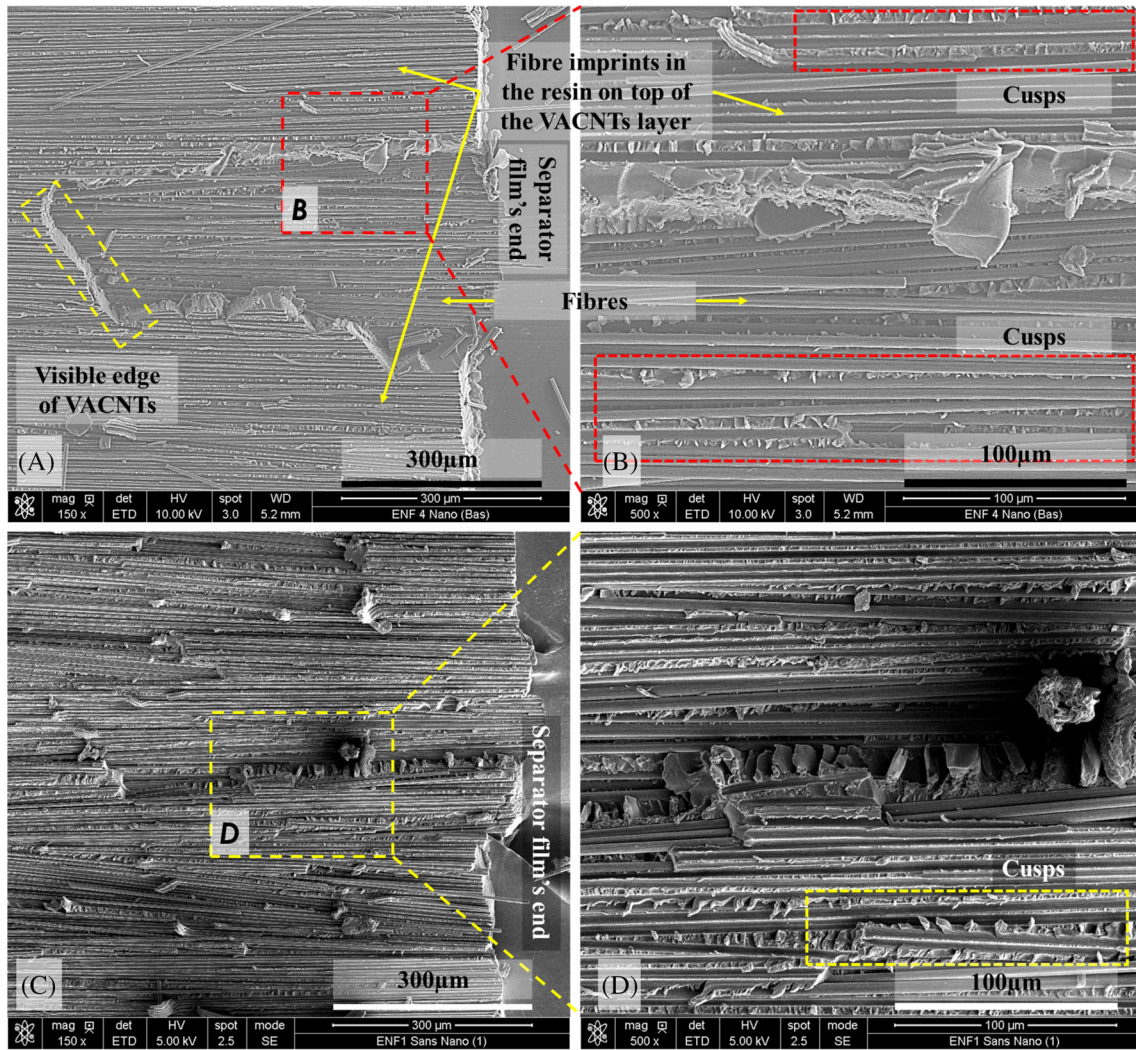 Fibre imprints in
the resin on top of
the VACNTs layer
Cusps
Separator
film's end
B
Fibres
Cusps
Visible edge
of VACNTs
(A)
300μm
(B)
100μm
mag det HV spot WD
150 x ETD 10.00 kV 3.0 5.2 mm
300 µm
ENF 4 Nano (Bas)
mag det HV spot WD
500 x ETD 10.00 kV 3.0 5.2 mm
100 µm
ENF 4 Nano (Bas)
D
Separator film's end
Cusps
(C)
300μm
(D)
100μm
mag det HV spot mode
150 x ETD 5.00 kV 2.5 SE
300 µm
ENF1 Sans Nano (1)
mag det HV spot mode
500 x ETD 5.00 kV 2.5 SE
100 µm
ENF1 Sans Nano (1)